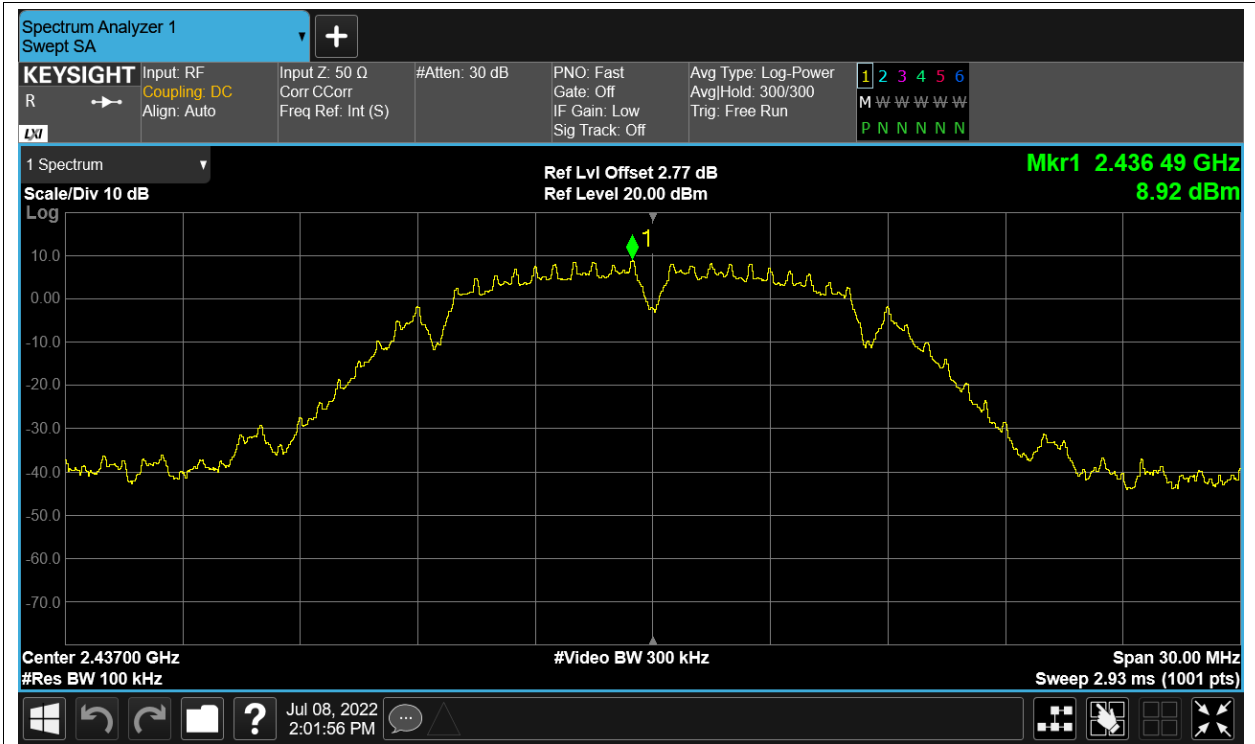 Spectrum Analyzer 1
Swept SA
KEYSIGHT
R
LXI
Input: RF
Coupling: DC
Align: Auto
Input Z: 50 Ω
Corr CCorr
Freq Ref: Int (S)
#Atten: 30 dB
PNO: Fast
Gate: Off
IF Gain: Low
Sig Track: Off
Avg Type: Log-Power
Avg|Hold: 300/300
Trig: Free Run
1 2 3 4 5 6
M W W W W W
P N N N N N
1 Spectrum
Scale/Div 10 dB
Log
Ref Lvl Offset 2.77 dB
Ref Level 20.00 dBm
Mkr1 2.436 49 GHz
8.92 dBm
1
10.0
0.00
-10.0
-20.0
-30.0
-40.0
-50.0
-60.0
-70.0
Center 2.43700 GHz
#Res BW 100 kHz
#Video BW 300 kHz
Span 30.00 MHz
Sweep 2.93 ms (1001 pts)
?
Jul 08, 2022
2:01:56 PM